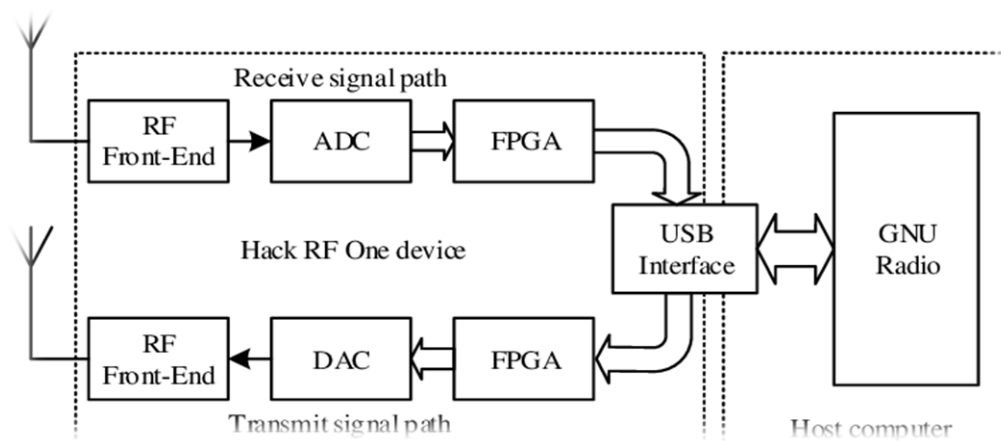 Receive signal path
RF
Front-End
ADC
FPGA
USB
Interface
GNU
Radio
Hack RF One device
RF
Front-End
DAC
FPGA
Transmit signal path
Host computer